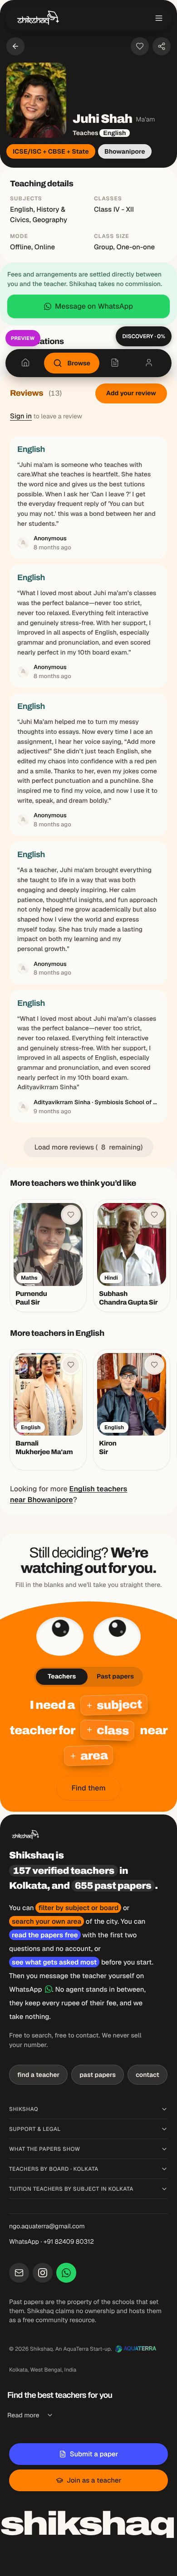 shikshaq
Juhi Shah Ma'am
Teaches English
ICSE/ISC + CBSE + State
Bhowanipore
Teaching details
SUBJECTS
English, History &
Civics, Geography
CLASSES
Class IV - XII
MODE
Offline, Online
CLASS SIZE
Group, One-on-one
Fees and arrangements are settled directly between
you and the teacher. Shikshaq takes no commission.
Message on WhatsApp
PREVIEW
DISCOVERY · 0%
Browse
Reviews (13)
Add your review
Sign in to leave a review
English
"Juhi ma'am is someone who teaches with
care.What she teaches is heartfelt. She makes
the hard word nice and gives us the best tuitions
possible. When I ask her 'Can I leave ?' I get
the everyday frequent reply of 'You can but
you may not.' this was a bond between her and
her students."
Anonymous
8 months ago
English
"What I loved most about Juhi ma'am's classes
was the perfect balance—never too strict,
never too relaxed. Everything felt interactive
and genuinely stress-free. With her support, I
improved in all aspects of English, especially
grammar and pronunciation, and even scored
nearly perfect in my 10th board exam."
Anonymous
8 months ago
English
"Juhi Ma'am helped me to turn my messy
thoughts into essays. Now every time I ace an
assignment, I hear her voice saying, "Add more
adjectives!" She didn't just teach English, she
edited my chaos into confidence with a red pen
and a smile. Thanks to her, even my jokes come
with perfect punctuation and a punchline. She
inspired me to find my voice, and now I use it to
write, speak, and dream boldly."
Anonymous
8 months ago
English
"As a teacher, Juhi ma'am brought everything
she taught to life in a way that was both
engaging and deeply inspiring. Her calm
presence, thoughtful insights, and fun approach
not only helped me grow academically but also
shaped how I see the world and express
myself today. She has truly made a lasting
impact on both my learning and my
personal growth."
Anonymous
8 months ago
English
"What I loved most about Juhi ma'am's classes
was the perfect balance—never too strict,
never too relaxed. Everything felt interactive
and genuinely stress-free. With her support, I
improved in all aspects of English, especially
grammar and pronunciation, and even scored
nearly perfect in my 10th board exam.
Adityavikrram Sinha"
Adityavikrram Sinha · Symbiosis School of ...
9 months ago
Load more reviews ( 8 remaining)
More teachers we think you'd like
Maths
Purnendu
Paul Sir
Hindi
Subhash
Chandra Gupta Sir
More teachers in English
English
Barnali
Mukherjee Ma'am
English
Kiron
Sir
Looking for more English teachers
near Bhowanipore?
Still deciding? We're
watching out for you.
Fill in the blanks and we'll take you straight there.
Teachers
Past papers
I need a + subject
teacher for + class near
+ area
Find them
shikshaq
Shikshaq is
157 verified teachers in
Kolkata, and 655 past papers .
You can filter by subject or board or
search your own area of the city. You can
read the papers free with the first two
questions and no account, or
see what gets asked most before you start.
Then you message the teacher yourself on
WhatsApp . No agent stands in between,
they keep every rupee of their fee, and we
take nothing.
Free to search, free to contact. We never sell
your number.
find a teacher
past papers
contact
SHIKSHAQ
SUPPORT & LEGAL
WHAT THE PAPERS SHOW
TEACHERS BY BOARD · KOLKATA
TUITION TEACHERS BY SUBJECT IN KOLKATA
ngo.aquaterra@gmail.com
WhatsApp · +91 82409 80312
Past papers are the property of the schools that set
them. Shikshaq claims no ownership and hosts them
as a free community resource.
© 2026 Shikshaq, An AquaTerra Start-up.
AQUATERRA
Kolkata, West Bengal, India
Find the best teachers for you
Read more
Submit a paper
Join as a teacher
shikshaq